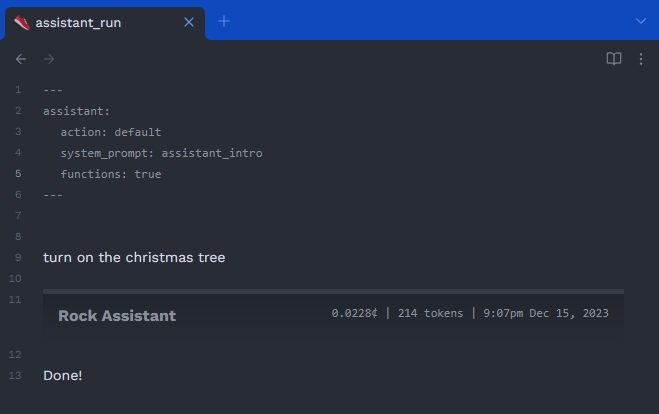 assistant_run
1 ---
2 assistant:
3 action: default
4 system_prompt: assistant_intro
5 functions: true
6 ---
7
8
9 turn on the christmas tree
10
11 Rock Assistant 0.0228¢ | 214 tokens | 9:07pm Dec 15, 2023
12
13 Done!